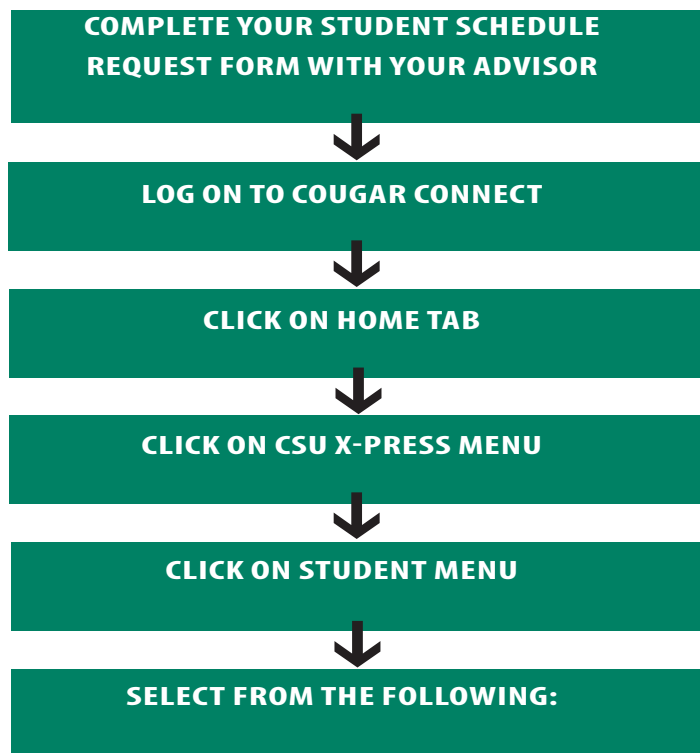 COMPLETE YOUR STUDENT SCHEDULE
REQUEST FORM WITH YOUR ADVISOR
LOG ON TO COUGAR CONNECT
CLICK ON HOME TAB
CLICK ON CSU X-PRESS MENU
CLICK ON STUDENT MENU
SELECT FROM THE FOLLOWING: